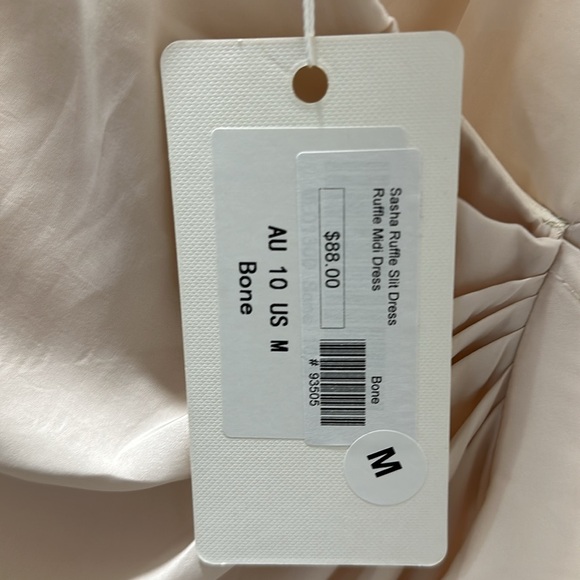 Sasha Ruffle Slit Dress
Ruffle Midi Dress
Bone
$88.00
# 93505
AU 10 US M
Bone
M